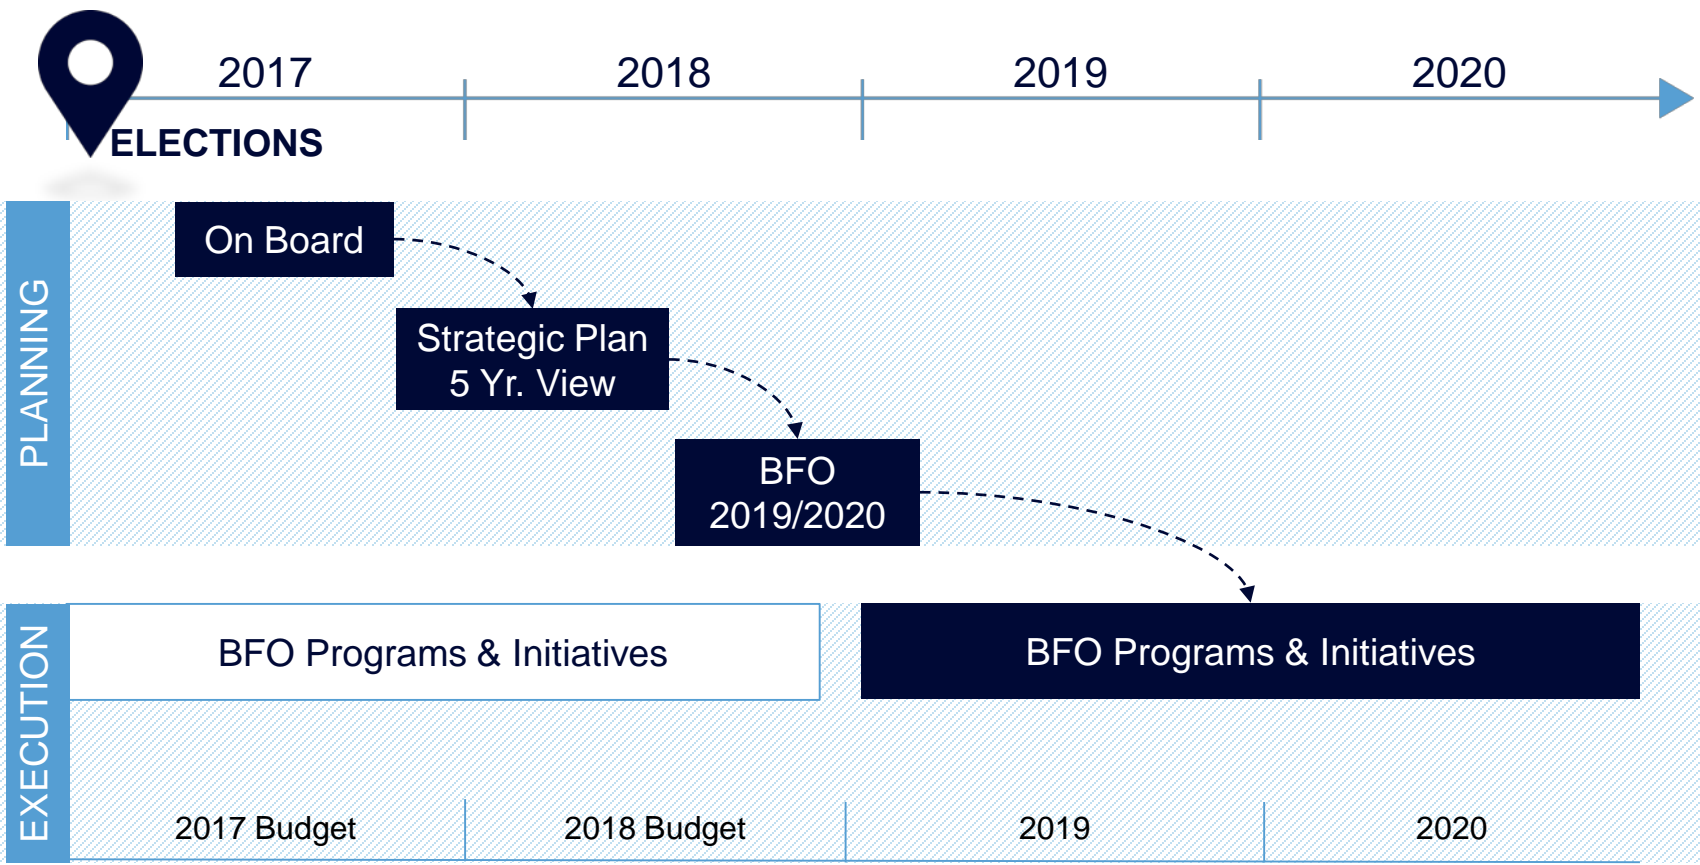 2017
2018
2019
2020
ELECTIONS
PLANNING
On Board
Strategic Plan
5 Yr. View
BFO
2019/2020
EXECUTION
BFO Programs & Initiatives
BFO Programs & Initiatives
2017 Budget
2018 Budget
2019
2020